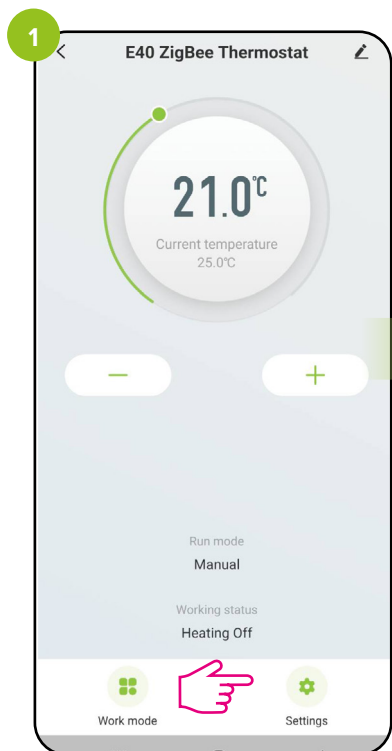 1
E40 ZigBee Thermostat
21.0℃
Current temperature
25.0℃
Run mode
Manual
Working status
Heating Off
Work mode
Settings